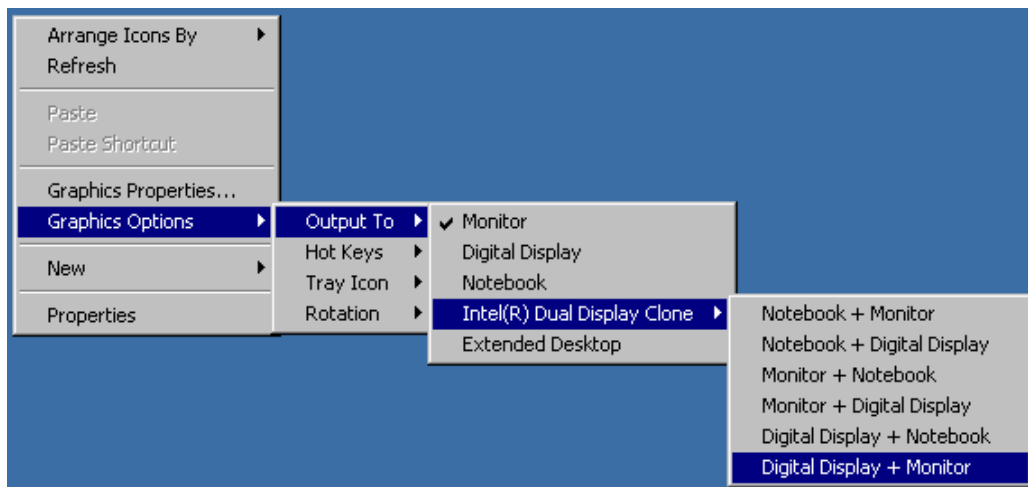 Arrange Icons By
Refresh
Paste
Paste Shortcut
Graphics Properties...
Graphics Options
New
Properties
Output To
Hot Keys
Tray Icon
Rotation
Monitor
Digital Display
Notebook
Intel(R) Dual Display Clone
Extended Desktop
Notebook + Monitor
Notebook + Digital Display
Monitor + Notebook
Monitor + Digital Display
Digital Display + Notebook
Digital Display + Monitor